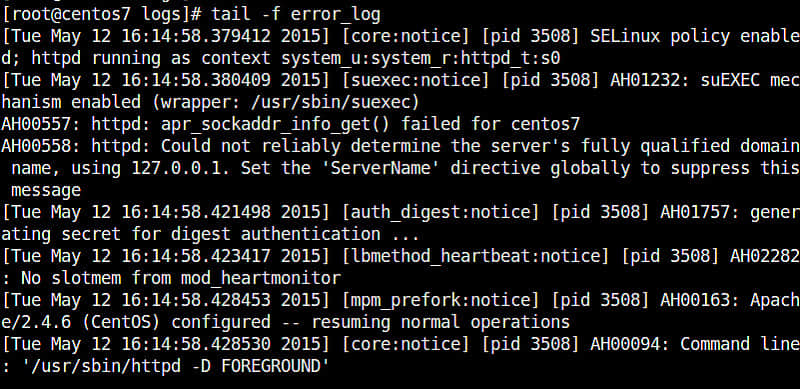 [root@centos7 logs]# tail -f error_log
[Tue May 12 16:14:58.379412 2015] [core:notice] [pid 3508] SELinux policy enable
d; httpd running as context system_u:system_r:httpd_t:s0
[Tue May 12 16:14:58.380409 2015] [suexec:notice] [pid 3508] AH01232: suEXEC mec
hanism enabled (wrapper: /usr/sbin/suexec)
AH00557: httpd: apr_sockaddr_info_get() failed for centos7
AH00558: httpd: Could not reliably determine the server's fully qualified domain
 name, using 127.0.0.1. Set the 'ServerName' directive globally to suppress this
 message
[Tue May 12 16:14:58.421498 2015] [auth_digest:notice] [pid 3508] AH01757: gener
ating secret for digest authentication ...
[Tue May 12 16:14:58.423417 2015] [lbmethod_heartbeat:notice] [pid 3508] AH02282
: No slotmem from mod_heartmonitor
[Tue May 12 16:14:58.428453 2015] [mpm_prefork:notice] [pid 3508] AH00163: Apach
e/2.4.6 (CentOS) configured -- resuming normal operations
[Tue May 12 16:14:58.428530 2015] [core:notice] [pid 3508] AH00094: Command line
: '/usr/sbin/httpd -D FOREGROUND'